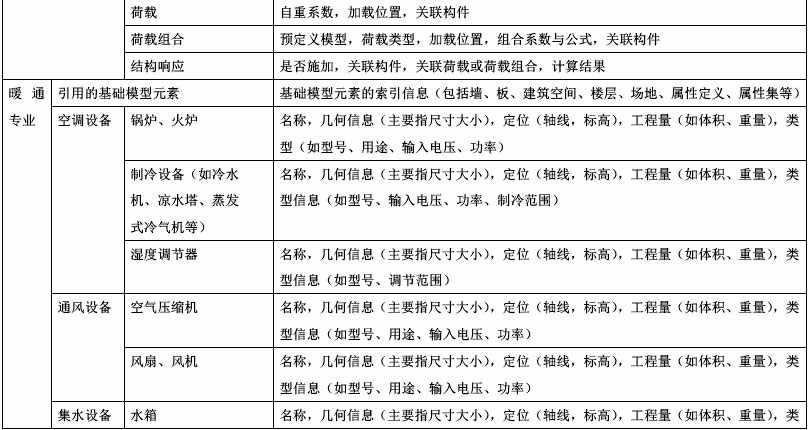 荷载 自重系数，加载位置，关联构件
荷载组合 预定义模型，荷载类型，加载位置，组合系数与公式，关联构件
结构响应 是否施加，关联构件，关联荷载或荷载组合，计算结果
暖通 引用的基础模型元素 基础模型元素的索引信息（包括墙、板、建筑空间、楼层、场地、属性定义、属性集等）
专业 空调设备 锅炉、火炉 名称，几何信息（主要指尺寸大小），定位（轴线，标高），工程量（如体积、重量），类
型（如型号、用途、输入电压、功率）
制冷设备（如冷水 名称，几何信息（主要指尺寸大小），定位（轴线，标高），工程量（如体积、重量），类
机、凉水塔、蒸发 型信息（如型号、输入电压、功率、制冷范围）
式冷气机等）
湿度调节器 名称，几何信息（主要指尺寸大小），定位（轴线，标高），工程量（如体积、重量），类
型信息（如型号、调节范围）
通风设备 空气压缩机 名称，几何信息（主要指尺寸大小），定位（轴线，标高），工程量（如体积、重量），类
型信息（如型号、用途、输入电压、功率）
风扇、风机 名称，几何信息（主要指尺寸大小），定位（轴线，标高），工程量（如体积、重量），类
型信息（如型号、用途、输入电压、功率）
集水设备 水箱 名称，几何信息（主要指尺寸大小），定位（轴线，标高），工程量（如体积、重量），类